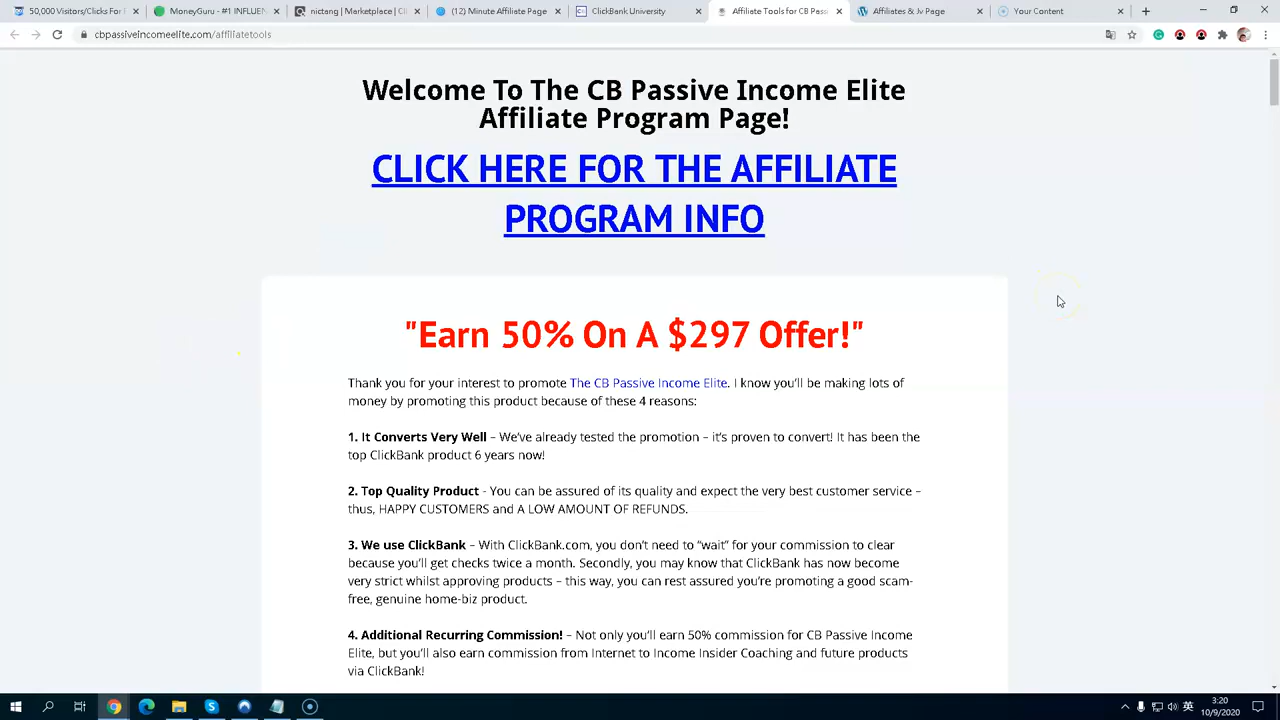 50,000 Visitors/Clicks For
MoneyGuru - #1 INFLUEN
nictang | Marketplace | Cl
(12) Minute Affiliate Page
ClickBank University
Affiliate Tools for CB Pass
Affiliates & Jv Page
Your Content
cbpassiveincomeelite.com/affiliatetools
Welcome To The CB Passive Income Elite
Affiliate Program Page!
CLICK HERE FOR THE AFFILIATE
PROGRAM INFO
"Earn 50% On A $297 Offer!"
Thank you for your interest to promote The CB Passive Income Elite. I know you'll be making lots of
money by promoting this product because of these 4 reasons:
1. It Converts Very Well – We've already tested the promotion – it's proven to convert! It has been the
top ClickBank product 6 years now!
2. Top Quality Product - You can be assured of its quality and expect the very best customer service –
thus, HAPPY CUSTOMERS and A LOW AMOUNT OF REFUNDS.
3. We use ClickBank – With ClickBank.com, you don't need to "wait" for your commission to clear
because you'll get checks twice a month. Secondly, you may know that ClickBank has now become
very strict whilst approving products – this way, you can rest assured you're promoting a good scam-
free, genuine home-biz product.
4. Additional Recurring Commission! – Not only you'll earn 50% commission for CB Passive Income
Elite, but you'll also earn commission from Internet to Income Insider Coaching and future products
via ClickBank!
英
3:20
10/9/2020